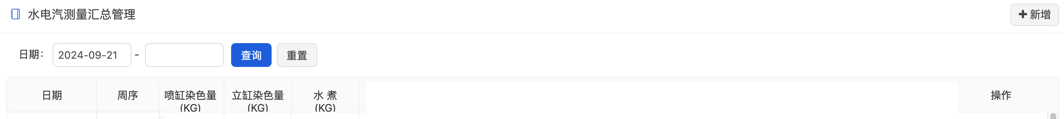 水电汽测量汇总管理
+ 新增
日期: 2024-09-21 - 查询 重置
日期 周序 喷缸染色量 立缸染色量 水 煮 操作
(KG) (KG) (KG)